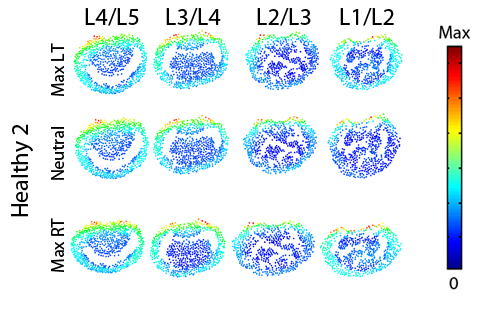 L4/L5 L3/L4 L2/L3 L1/L2
Max
Max LT
Neutral
Healthy 2
Max RT
0